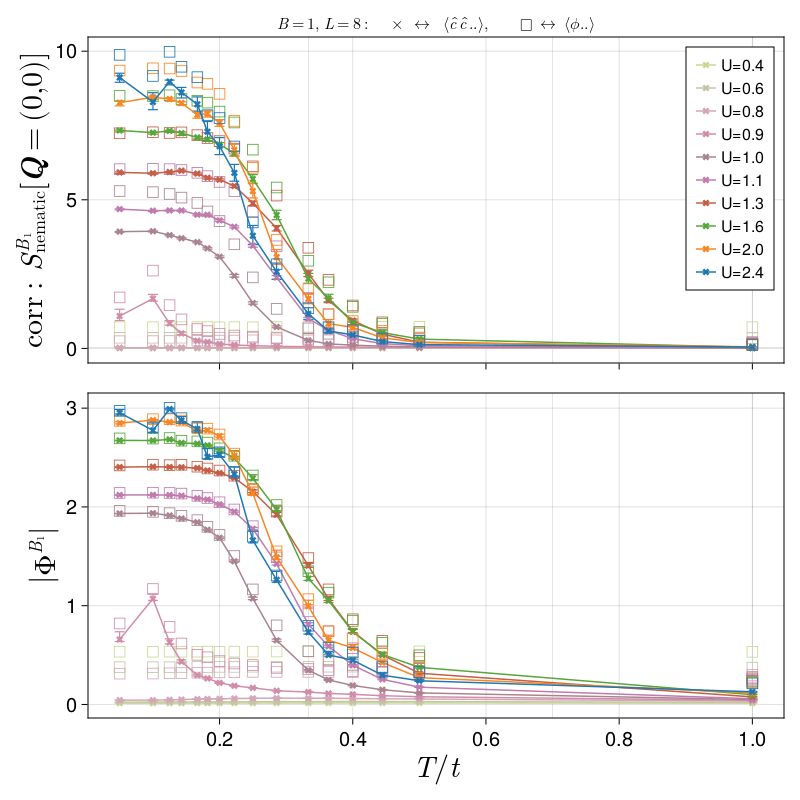 B = 1, L = 8 :   × ↔ ⟨ĉ ĉ ..⟩,   □ ↔ ⟨ϕ..⟩
10
5
0
corr : S^{B_1}_{nematic}[Q = (0,0)]
U=0.4
U=0.6
U=0.8
U=0.9
U=1.0
U=1.1
U=1.3
U=1.6
U=2.0
U=2.4
3
2
1
0
|Φ^{B_1}|
0.2 0.4 0.6 0.8 1.0
T/t